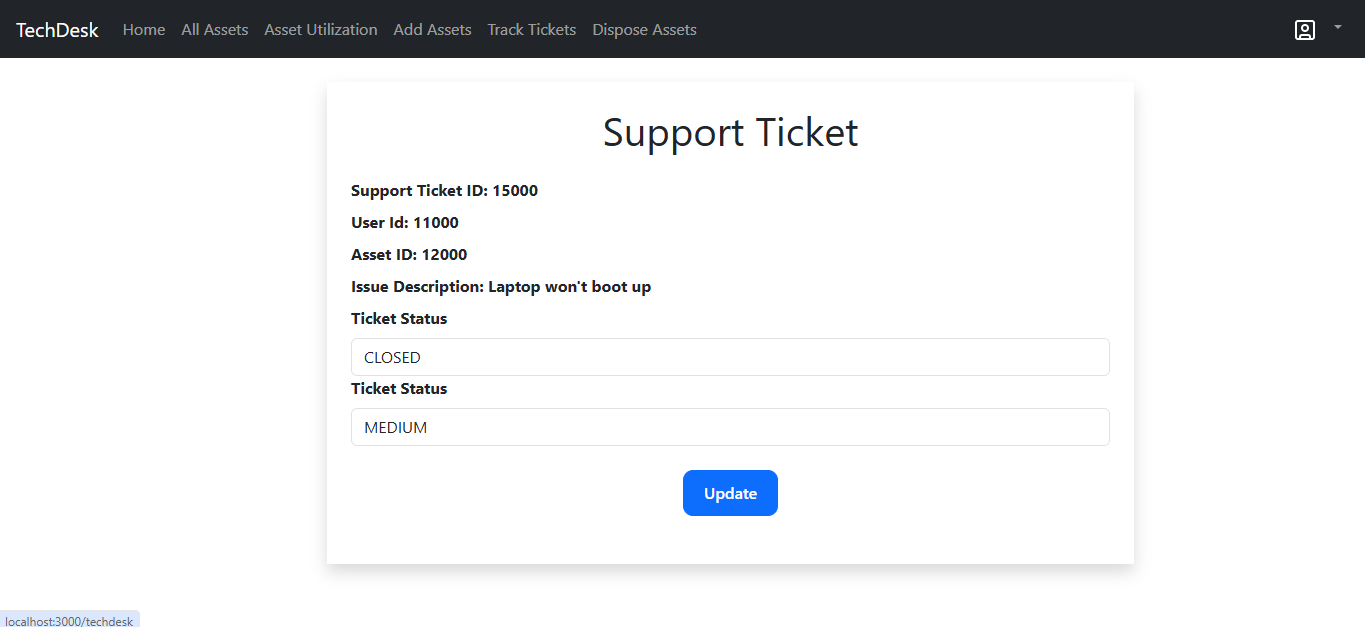 TechDesk Home All Assets Asset Utilization Add Assets Track Tickets Dispose Assets
Support Ticket
Support Ticket ID: 15000
User Id: 11000
Asset ID: 12000
Issue Description: Laptop won't boot up
Ticket Status
CLOSED
Ticket Status
MEDIUM
Update
localhost:3000/techdesk